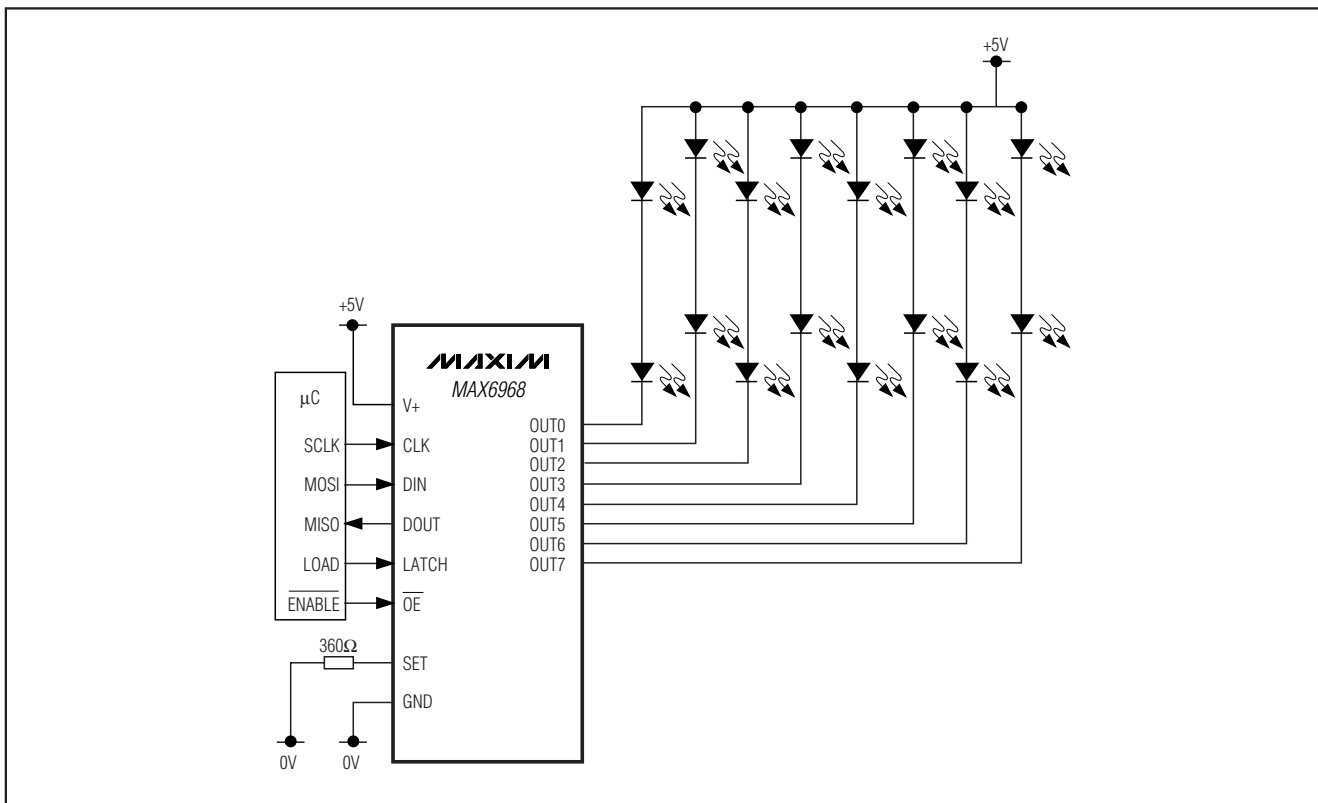 +5V
+5V
MAXIM
MAX6968
μC
V+
SCLK
CLK
MOSI
DIN
MISO
DOUT
LOAD
LATCH
ENABLE
OE
OUT0
OUT1
OUT2
OUT3
OUT4
OUT5
OUT6
OUT7
360Ω
SET
GND
0V
0V